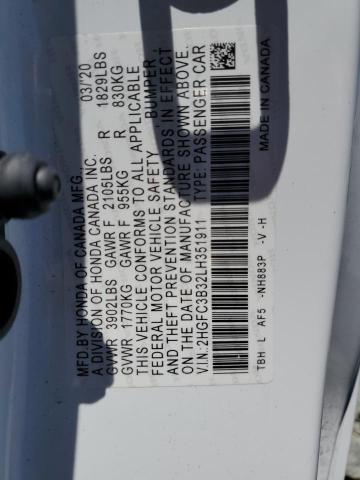 MFD BY HONDA OF CANADA MFG. 03/20
A DIVISION OF HONDA CANADA INC.
GVWR 3902LBS GAWR F 2105LBS R 1829LBS
GVWR 1770KG GAWR F 955KG R 830KG
THIS VEHICLE CONFORMS TO ALL APPLICABLE
FEDERAL MOTOR VEHICLE SAFETY, BUMPER,
AND THEFT PREVENTION STANDARDS IN EFFECT
ON THE DATE OF MANUFACTURE SHOWN ABOVE.
V.I.N.: 2HGFC3B32LH351911 TYPE: PASSENGER CAR
TBH L AF5 -NH883P -V -H MADE IN CANADA